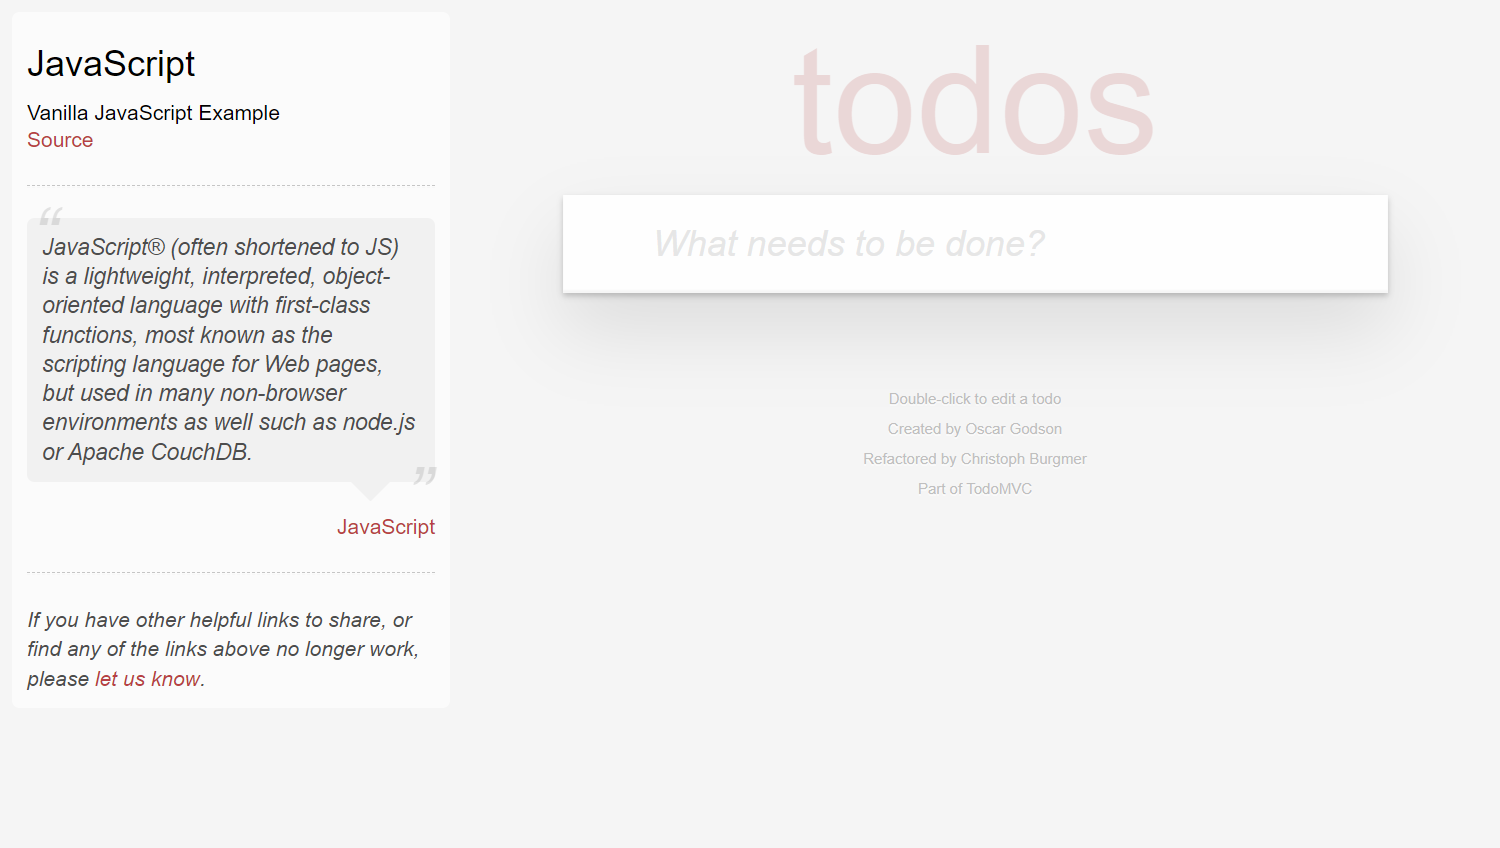 JavaScript
Vanilla JavaScript Example
Source
“
JavaScript® (often shortened to JS)
is a lightweight, interpreted, object-
oriented language with first-class
functions, most known as the
scripting language for Web pages,
but used in many non-browser
environments as well such as node.js
or Apache CouchDB.
”
JavaScript
If you have other helpful links to share, or
find any of the links above no longer work,
please let us know.
todos
What needs to be done?
Double-click to edit a todo
Created by Oscar Godson
Refactored by Christoph Burgmer
Part of TodoMVC